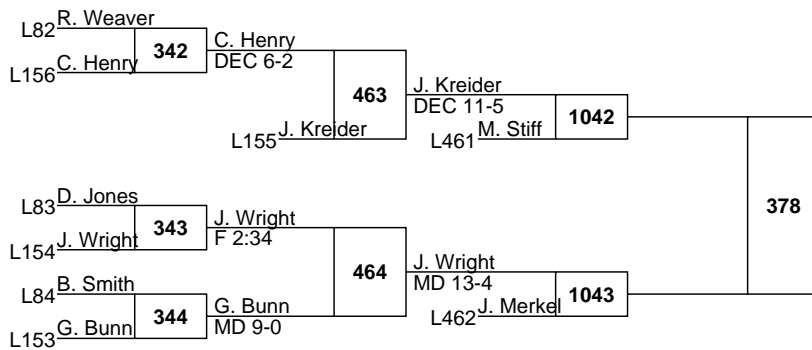 R. Weaver
L82
342
C. Henry
DEC 6-2
C. Henry
L156
463
J. Kreider
DEC 11-5
1042
J. Kreider
L155
M. Stiff
L461
D. Jones
L83
343
J. Wright
F 2:34
J. Wright
L154
378
464
J. Wright
MD 13-4
B. Smith
L84
1043
344
G. Bunn
MD 9-0
J. Merkel
L462
G. Bunn
L153